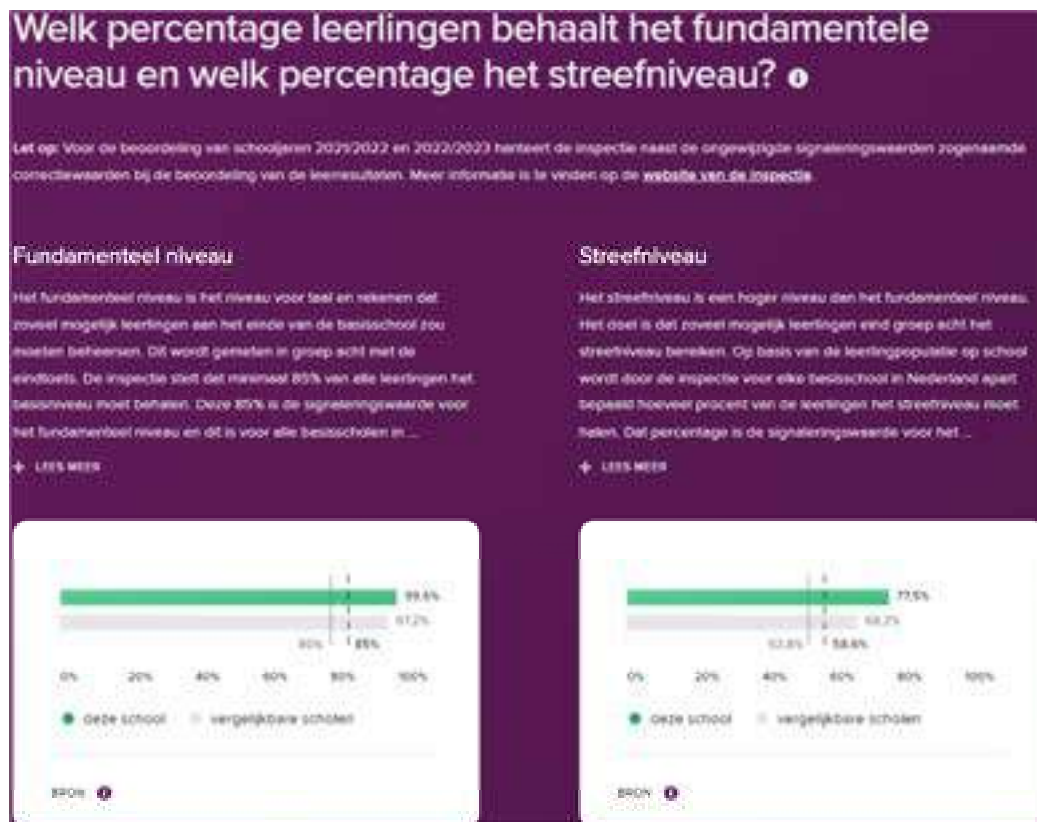 Welk percentage leerlingen behaalt het fundamentele
niveau en welk percentage het streefniveau?
Let op: Voor de beoordeling van schooljaren 2021/2022 en 2022/2023 hanteert de inspectie naast de ongewijzigde signaleringswaarden zogenaamde
correctiewaarden bij de beoordeling van de leerresultaten. Meer informatie is te vinden op de website van de inspectie.
Fundamenteel niveau
Het fundamenteel niveau is het niveau voor taal en rekenen dat
zoveel mogelijk leerlingen aan het einde van de basisschool zou
moeten beheersen. Dit wordt gemeten in groep acht met de
eindtoets. De inspectie stelt dat minimaal 85% van alle leerlingen het
basisniveau moet behalen. Deze 85% is de signaleringswaarde voor
het fundamenteel niveau en dit is voor alle basisscholen in ...
+ LEES MEER
99,6%
97,2%
80% 85%
0% 20% 40% 60% 80% 100%
deze school vergelijkbare scholen
BRON
Streefniveau
Het streefniveau is een hoger niveau dan het fundamenteel niveau.
Het doel is dat zoveel mogelijk leerlingen eind groep acht het
streefniveau bereiken. Op basis van de leerlingpopulatie op school
wordt door de inspectie voor elke basisschool in Nederland apart
bepaald hoeveel procent van de leerlingen het streefniveau moet
halen. Dat percentage is de signaleringswaarde voor het ...
+ LEES MEER
77,5%
68,2%
58,6%
0% 20% 40% 60% 80% 100%
deze school vergelijkbare scholen
BRON